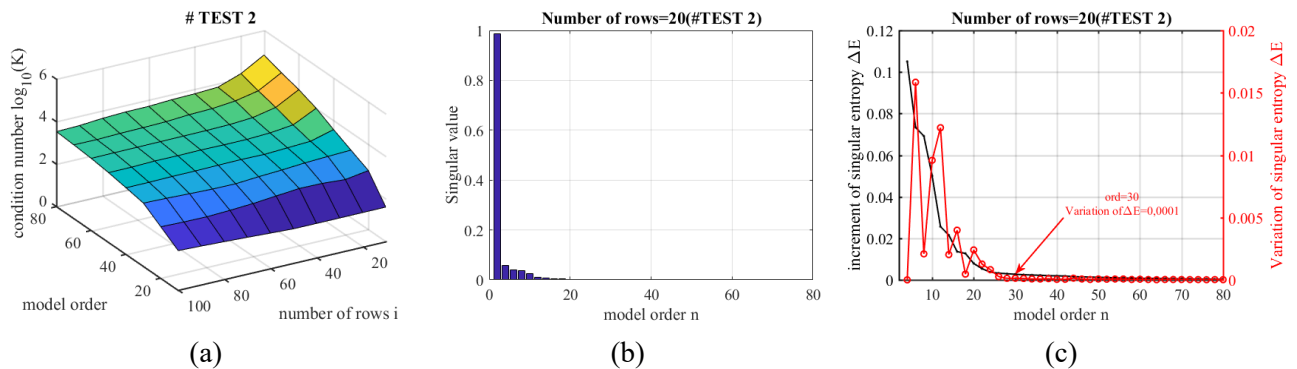 # TEST 2
condition number log10(K)
6
4
2
0
80
60
40
20
model order
100
80
60
40
20
number of rows i
(a)
Number of rows=20(#TEST 2)
Singular value
1
0.8
0.6
0.4
0.2
0
0 20 40 60 80
model order n
(b)
Number of rows=20(#TEST 2)
increment of singular entropy ΔE
0.12
0.1
0.08
0.06
0.04
0.02
0
ord=30
Variation of ΔE=0,0001
10 20 30 40 50 60 70 80
model order n
0.02
0.015
0.01
0.005
0
Variation of singular entropy ΔE
(c)